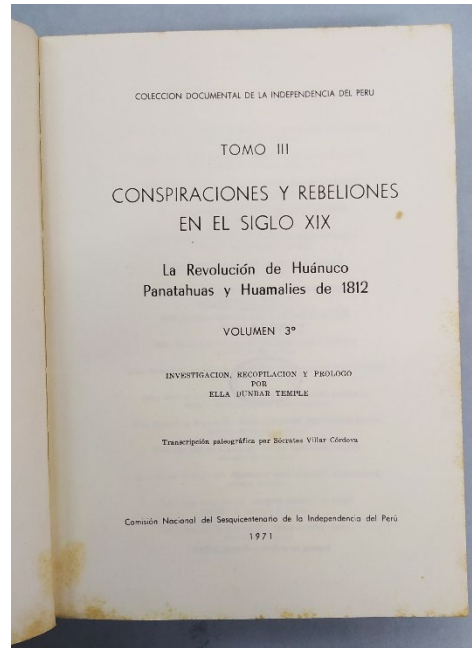 COLECCION DOCUMENTAL DE LA INDEPENDENCIA DEL PERU
TOMO III
CONSPIRACIONES Y REBELIONES
EN EL SIGLO XIX
La Revolución de Huánuco
Panatahuas y Huamalies de 1812
VOLUMEN 3º
INVESTIGACION, RECOPILACION Y PROLOGO
POR
ELLA DUNBAR TEMPLE
Transcripción paleográfica por Sócrates Villar Córdova
Comisión Nacional del Sesquicentenario de la Independencia del Perú
1971